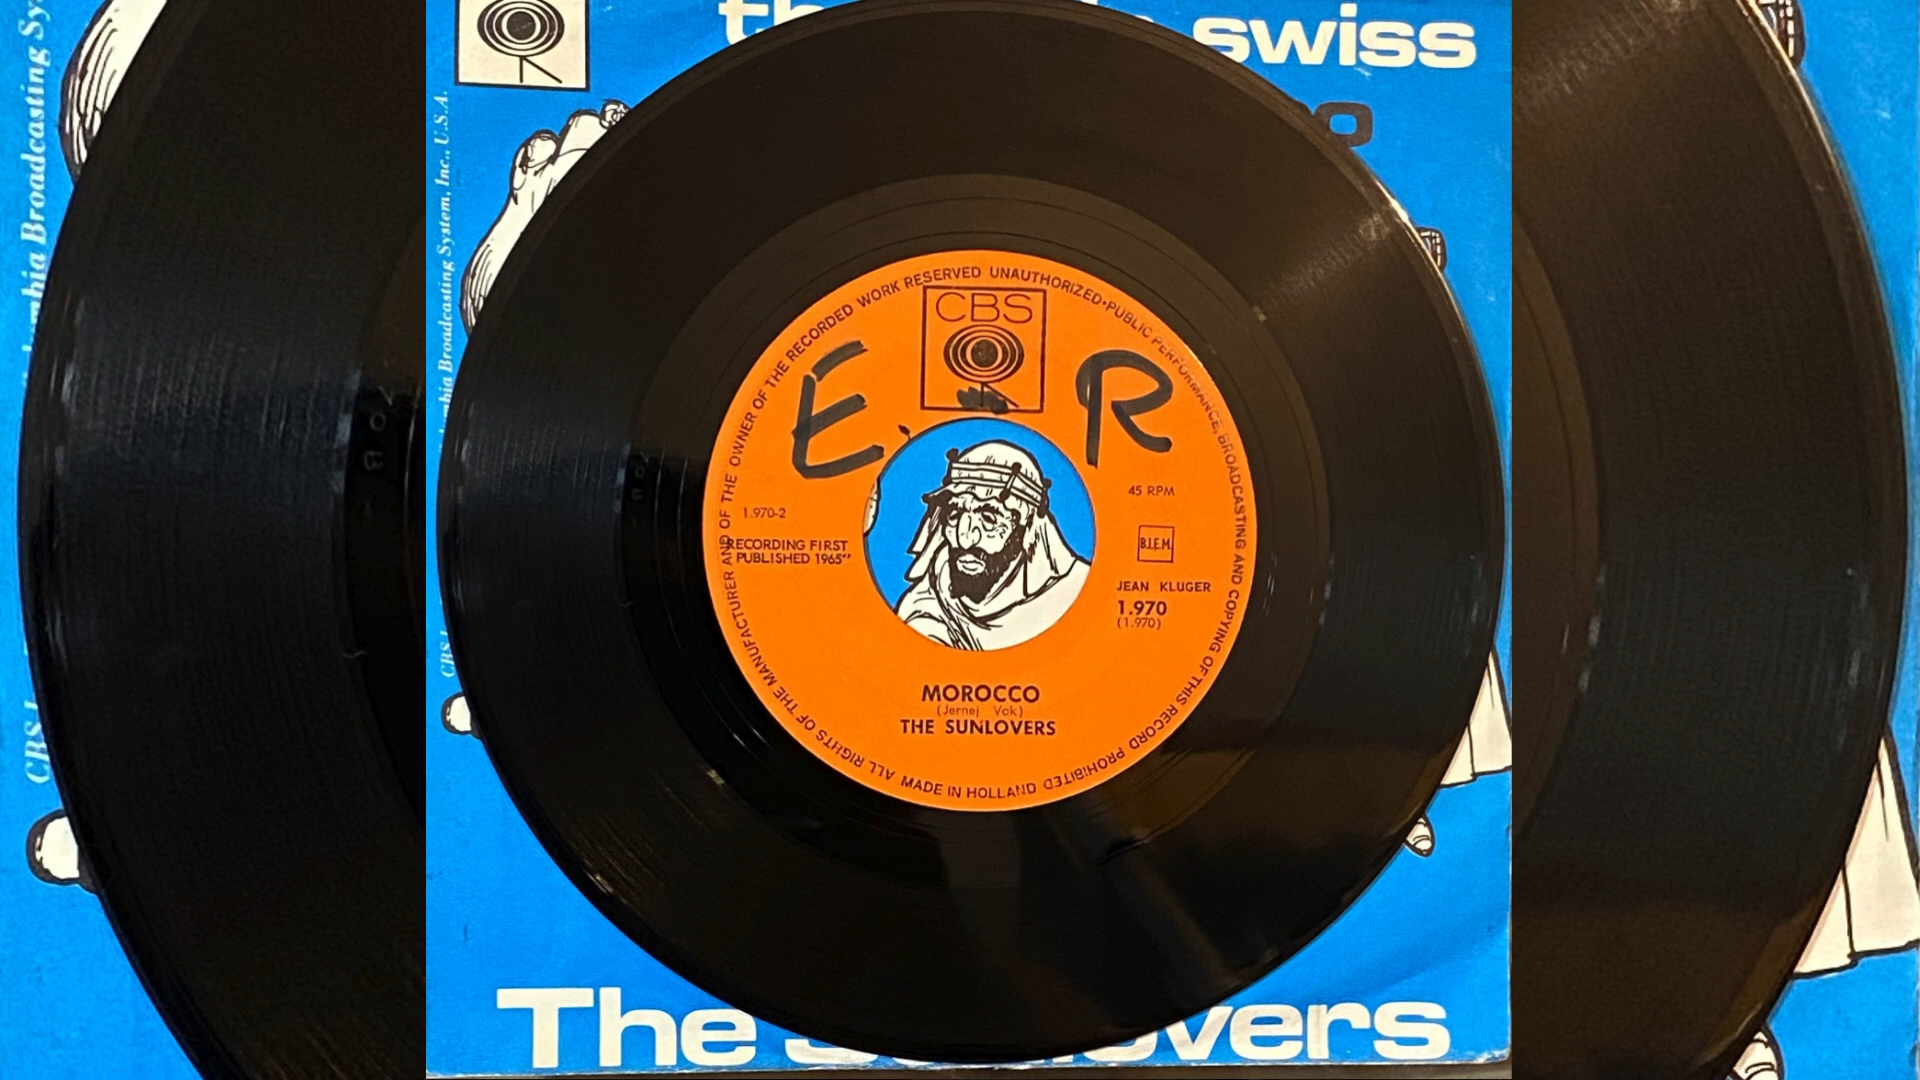 swiss
Columbia Broadcasting System, Inc., U.S.A.
ALL RIGHTS OF THE MANUFACTURER AND OF THE OWNER OF THE RECORDED WORK RESERVED UNAUTHORIZED•PUBLIC PERFORMANCE, BROADCASTING AND COPYING OF THIS RECORD PROHIBITED
CBS
E R
45 RPM
1.970-2
B.I.E.M.
RECORDING FIRST
PUBLISHED 1965"
JEAN KLUGER
1.970
(1.970)
MOROCCO
(Jernej Vok)
THE SUNLOVERS
MADE IN HOLLAND
The Sunlovers